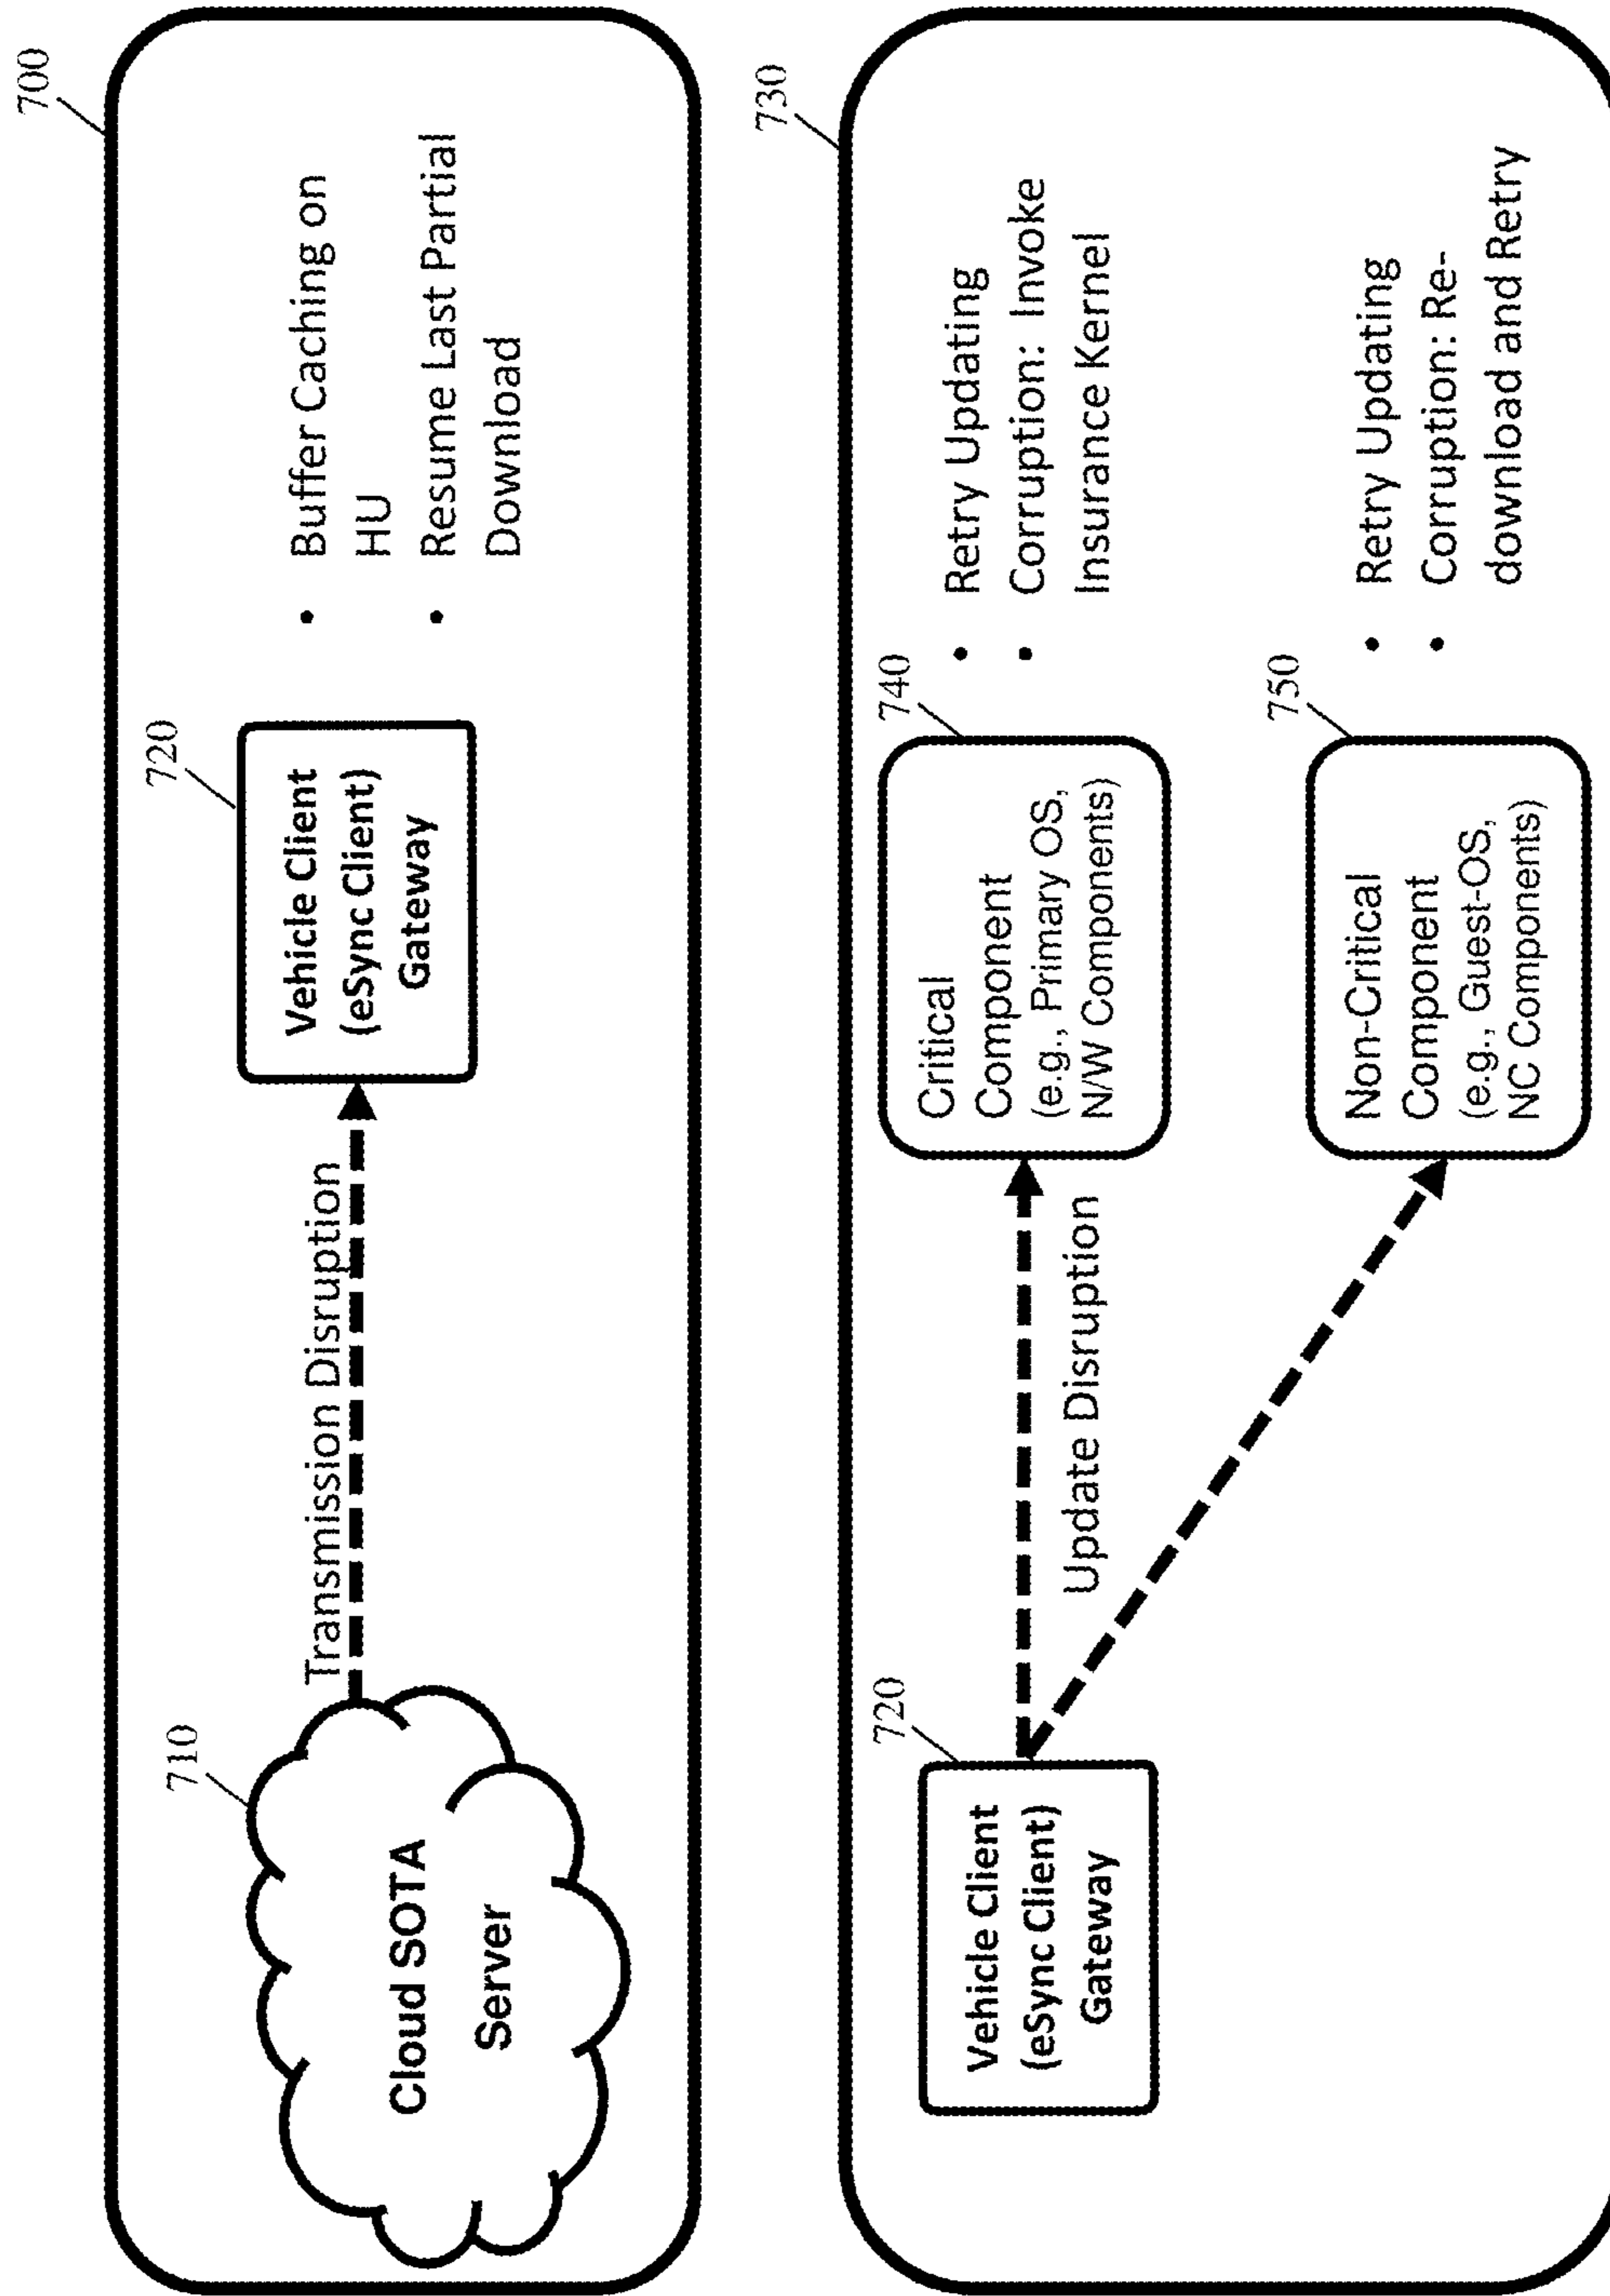 700
710
Cloud SOTA
Server
Transmission Disruption
720
Vehicle Client
(eSync Client)
Gateway
• Buffer Caching on
HU
• Resume Last Partial
Download
730
720
Vehicle Client
(eSync Client)
Gateway
Update Disruption
740
Critical
Component
(e.g., Primary OS,
N/W Components)
• Retry Updating
• Corruption: Invoke
Insurance Kernel
750
Non-Critical
Component
(e.g., Guest-OS,
NC Components)
• Retry Updating
• Corruption: Re-
download and Retry